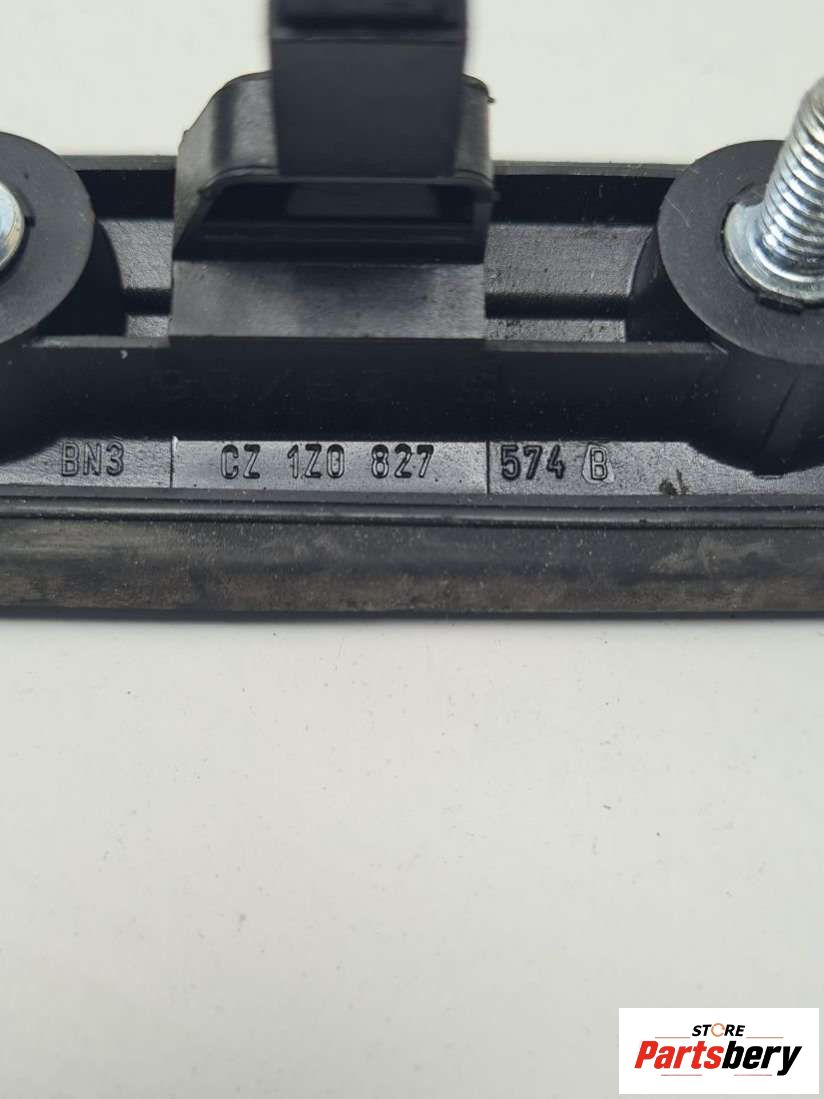 BN3 CZ 1Z0 827 574 B
STORE
Partsbery